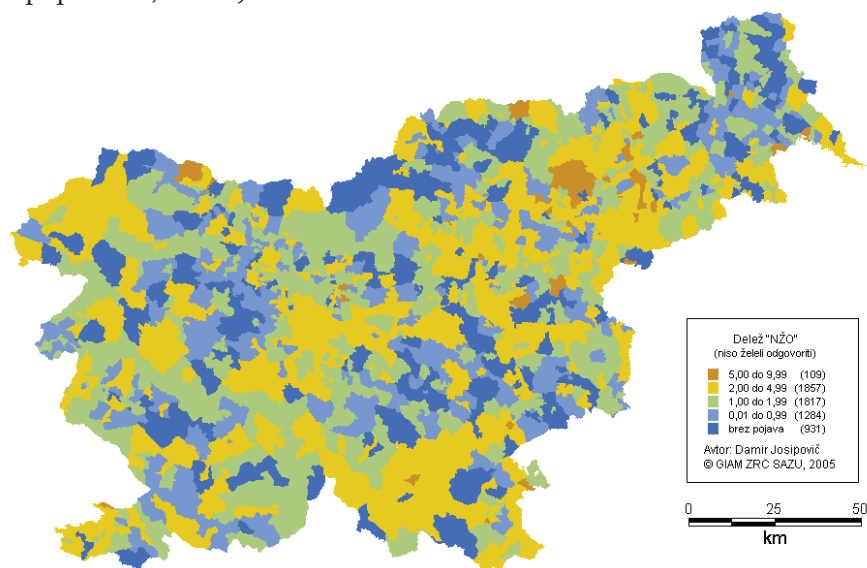 Delež "NŽO"
(niso želeli odgovoriti)
5,00 do 9,99 (109)
2,00 do 4,99 (1857)
1,00 do 1,99 (1817)
0,01 do 0,99 (1284)
brez pojava (931)
Avtor: Damir Josipovič
© GIAM ZRC SAZU, 2005
0 25 50
km